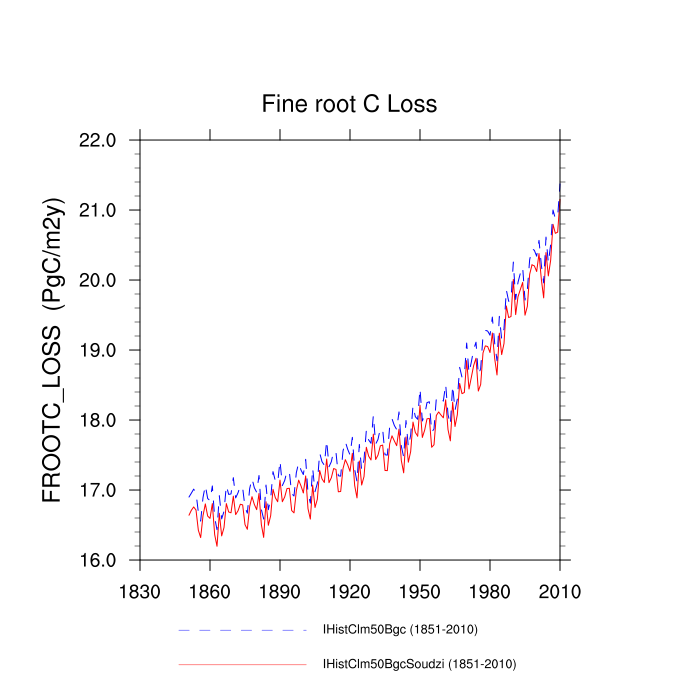 Fine root C Loss
FROOTC_LOSS (PgC/m2y)
22.0
21.0
20.0
19.0
18.0
17.0
16.0
1830 1860 1890 1920 1950 1980 2010
IHistClm50Bgc (1851-2010)
IHistClm50BgcSoudzi (1851-2010)